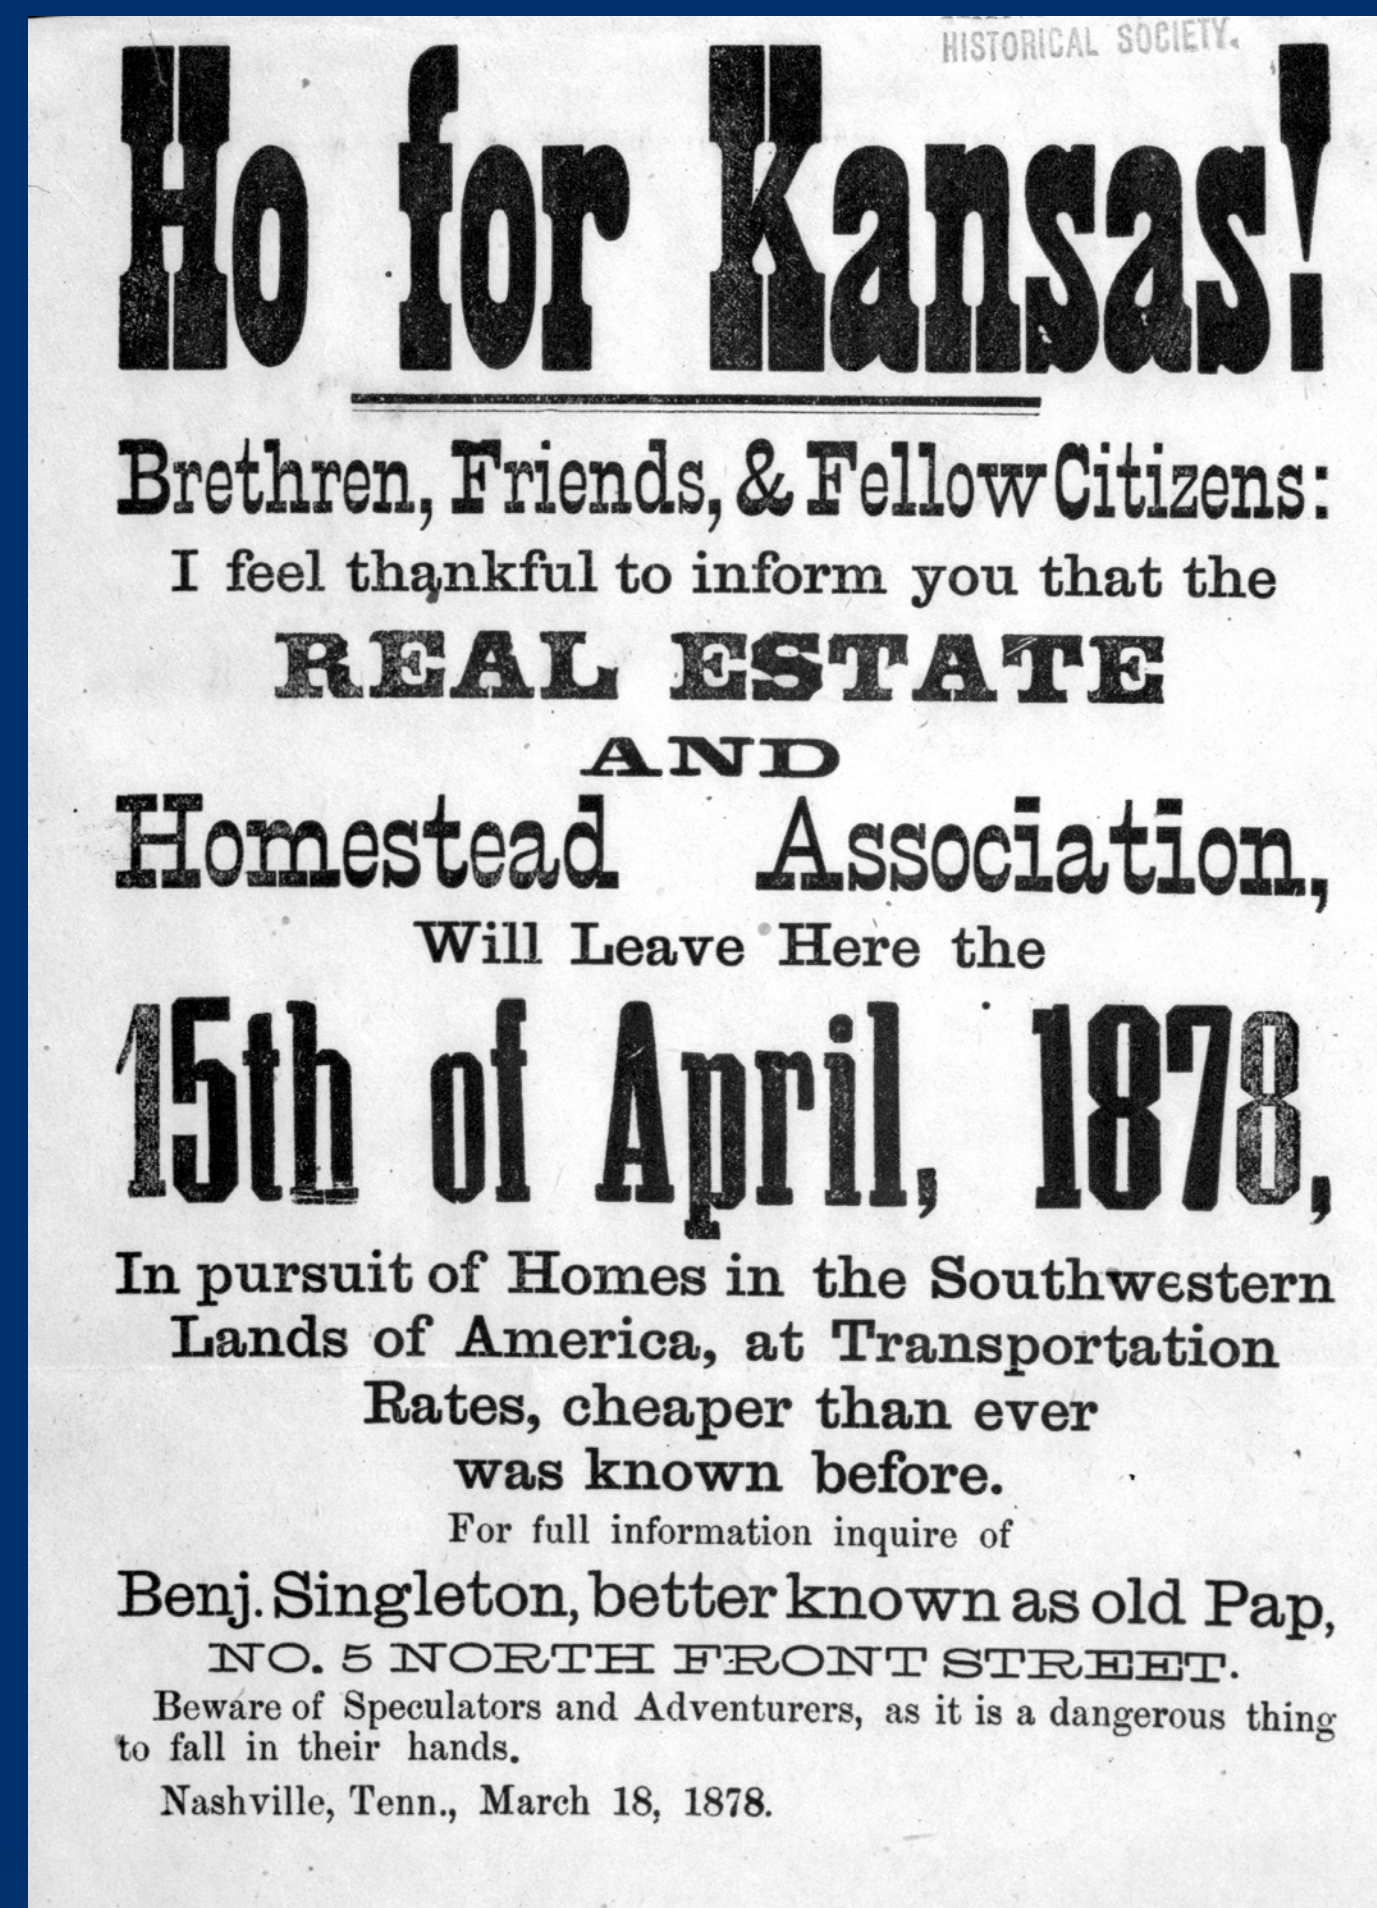 HISTORICAL SOCIETY.
Ho for Kansas!
Brethren, Friends, & Fellow Citizens:
I feel thankful to inform you that the
REAL ESTATE
AND
Homestead Association,
Will Leave Here the
15th of April, 1878,
In pursuit of Homes in the Southwestern
Lands of America, at Transportation
Rates, cheaper than ever
was known before.
For full information inquire of
Benj. Singleton, better known as old Pap,
NO. 5 NORTH FRONT STREET.
Beware of Speculators and Adventurers, as it is a dangerous thing
to fall in their hands.
Nashville, Tenn., March 18, 1878.